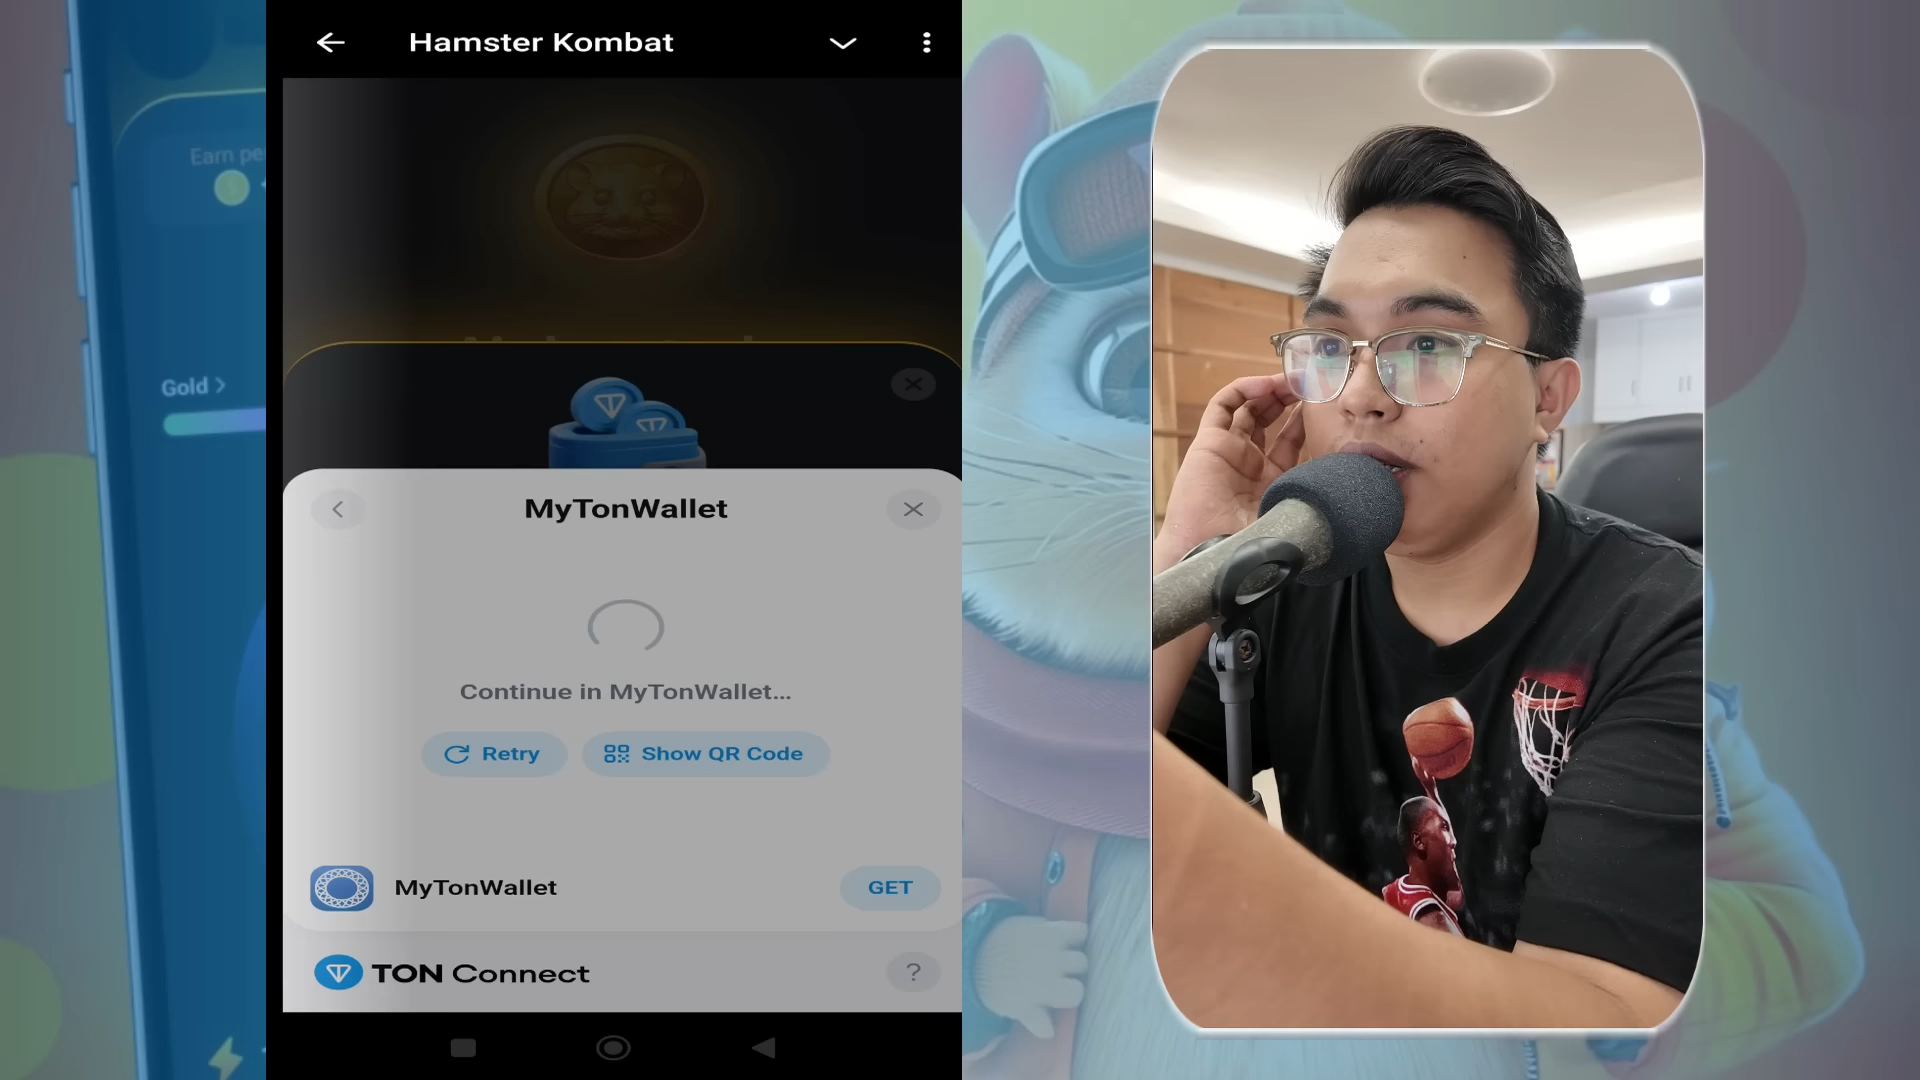 Hamster Kombat
Earn pe
Gold >
MyTonWallet
Continue in MyTonWallet...
Retry
Show QR Code
MyTonWallet
GET
TON Connect
?